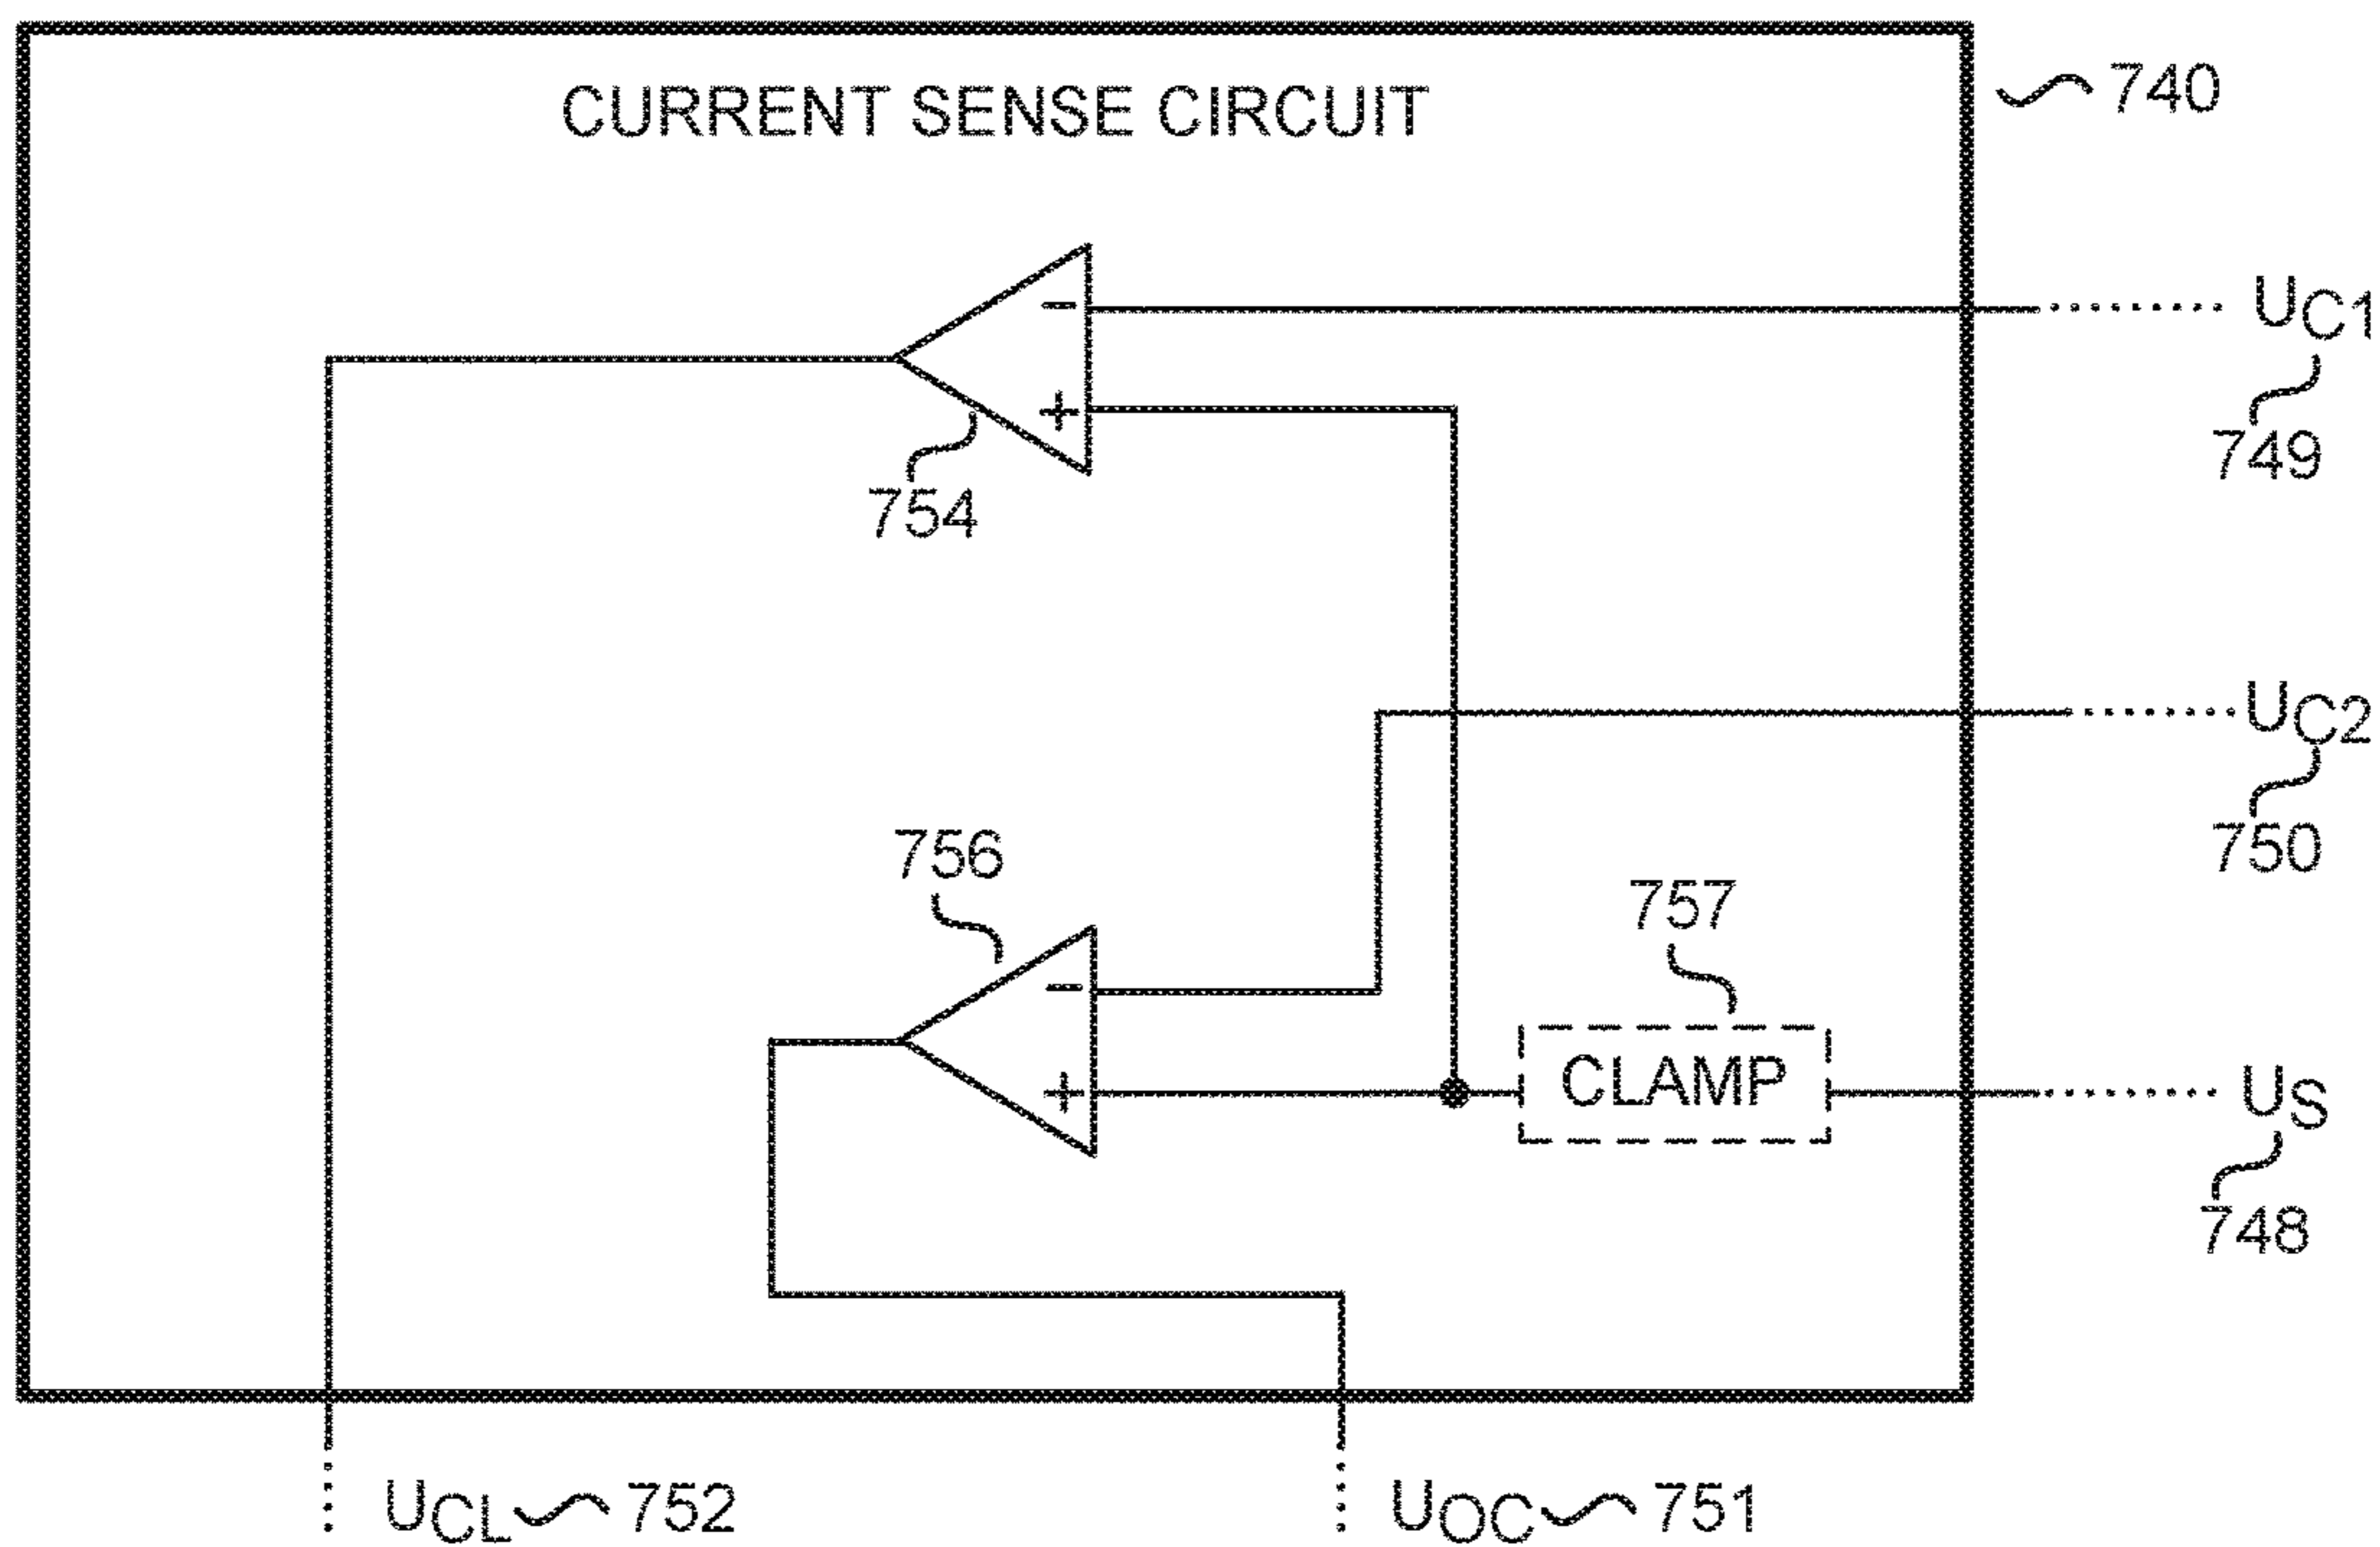 740
CURRENT SENSE CIRCUIT
UC1
749
−
+
754
UC2
750
756
757
−
+
CLAMP
US
748
UCL 752
UOC 751